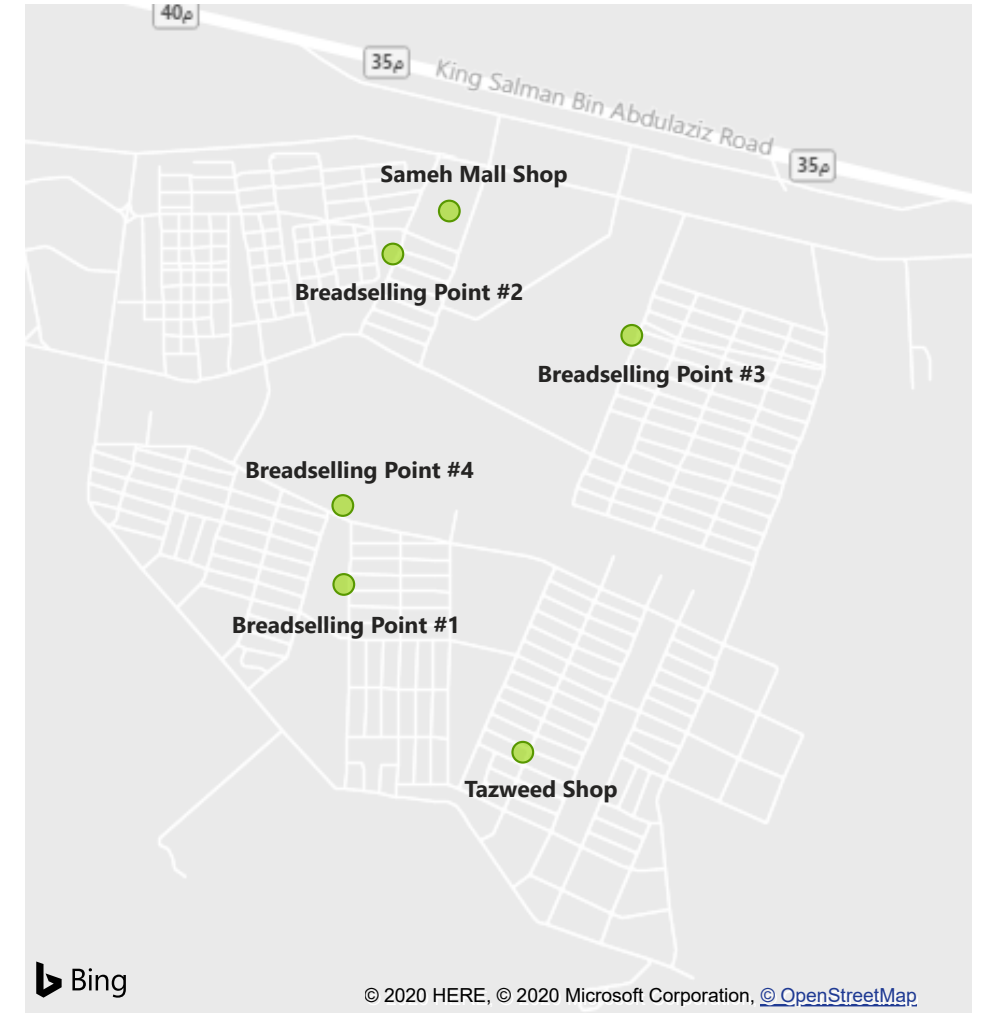 40م
35م
King Salman Bin Abdulaziz Road
35م
Sameh Mall Shop
Breadselling Point #2
Breadselling Point #3
Breadselling Point #4
Breadselling Point #1
Tazweed Shop
Bing
© 2020 HERE, © 2020 Microsoft Corporation, © OpenStreetMap